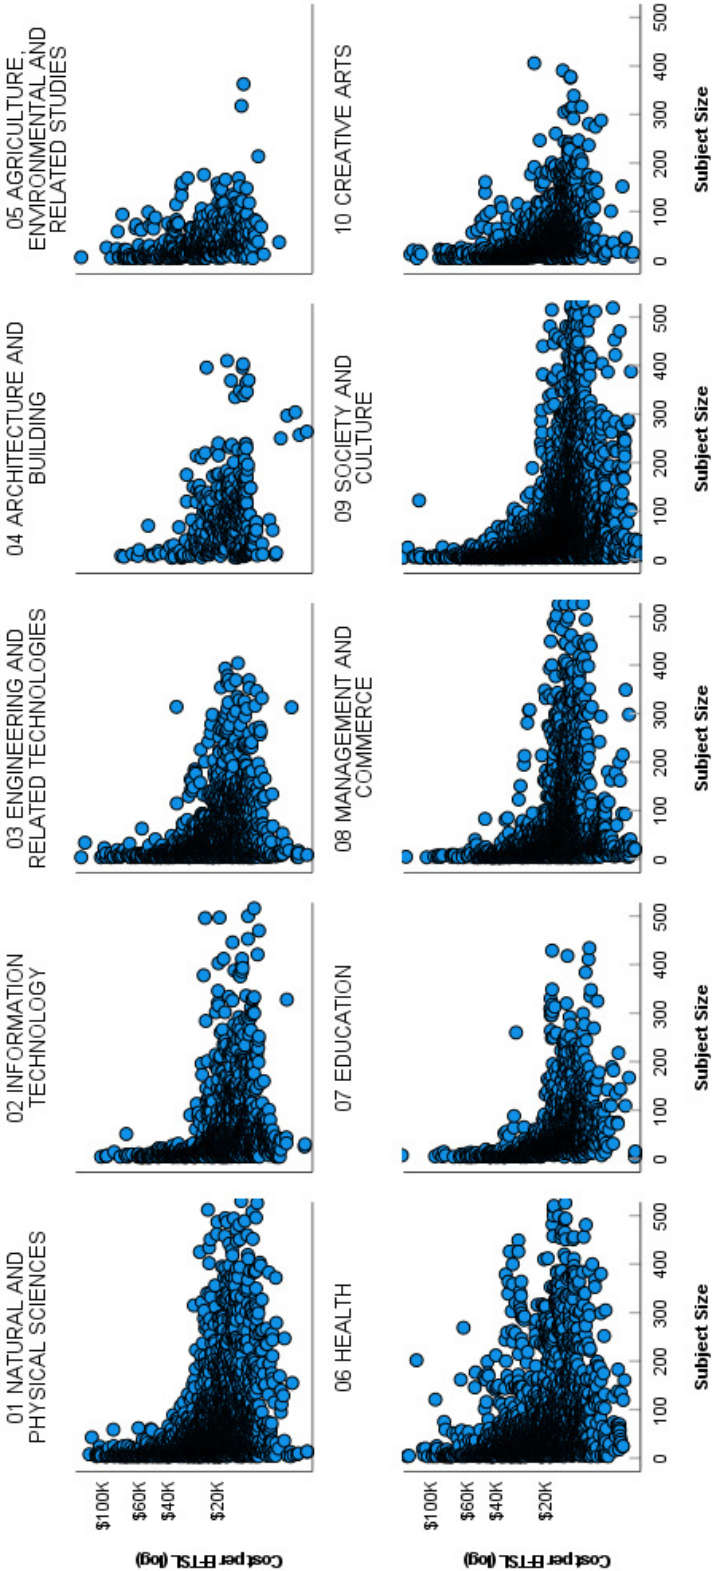 01 NATURAL AND
PHYSICAL SCIENCES
02 INFORMATION
TECHNOLOGY
03 ENGINEERING AND
RELATED TECHNOLOGIES
04 ARCHITECTURE AND
BUILDING
05 AGRICULTURE,
ENVIRONMENTAL AND
RELATED STUDIES
Cost per EFTSL (log)
$100K
$60K
$40K
$20K
06 HEALTH
07 EDUCATION
08 MANAGEMENT AND
COMMERCE
09 SOCIETY AND
CULTURE
10 CREATIVE ARTS
Cost per EFTSL (log)
$100K
$60K
$40K
$20K
0 100 200 300 400 500
0 100 200 300 400 500
0 100 200 300 400 500
0 100 200 300 400 500
0 100 200 300 400 500
Subject Size
Subject Size
Subject Size
Subject Size
Subject Size